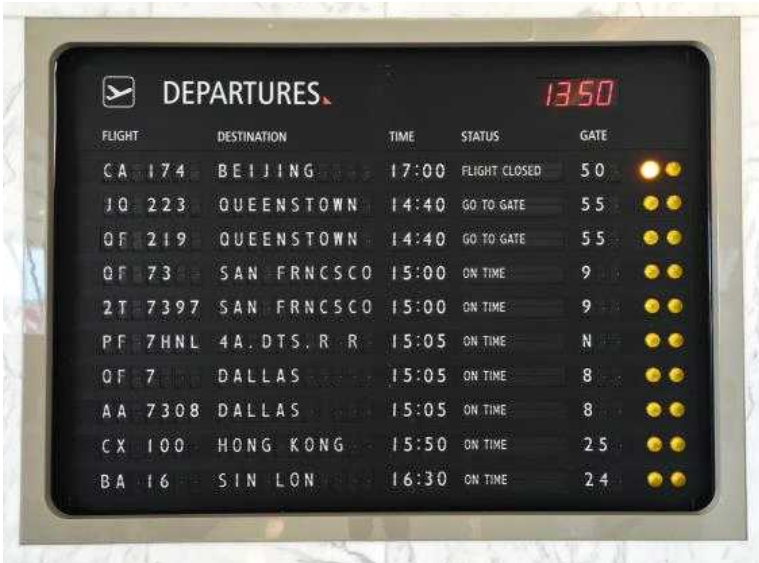 DEPARTURES. 13:50
FLIGHT DESTINATION TIME STATUS GATE
CA 174 BEIJING 17:00 FLIGHT CLOSED 50
JQ 223 QUEENSTOWN 14:40 GO TO GATE 55
QF 219 QUEENSTOWN 14:40 GO TO GATE 55
QF 73 SAN FRNCSCO 15:00 ON TIME 9
2T 7397 SAN FRNCSCO 15:00 ON TIME 9
PF 7HNL 4A.DTS.R R 15:05 ON TIME N
QF 7 DALLAS 15:05 ON TIME 8
AA 7308 DALLAS 15:05 ON TIME 8
CX 100 HONG KONG 15:50 ON TIME 25
BA 16 SIN LON 16:30 ON TIME 24